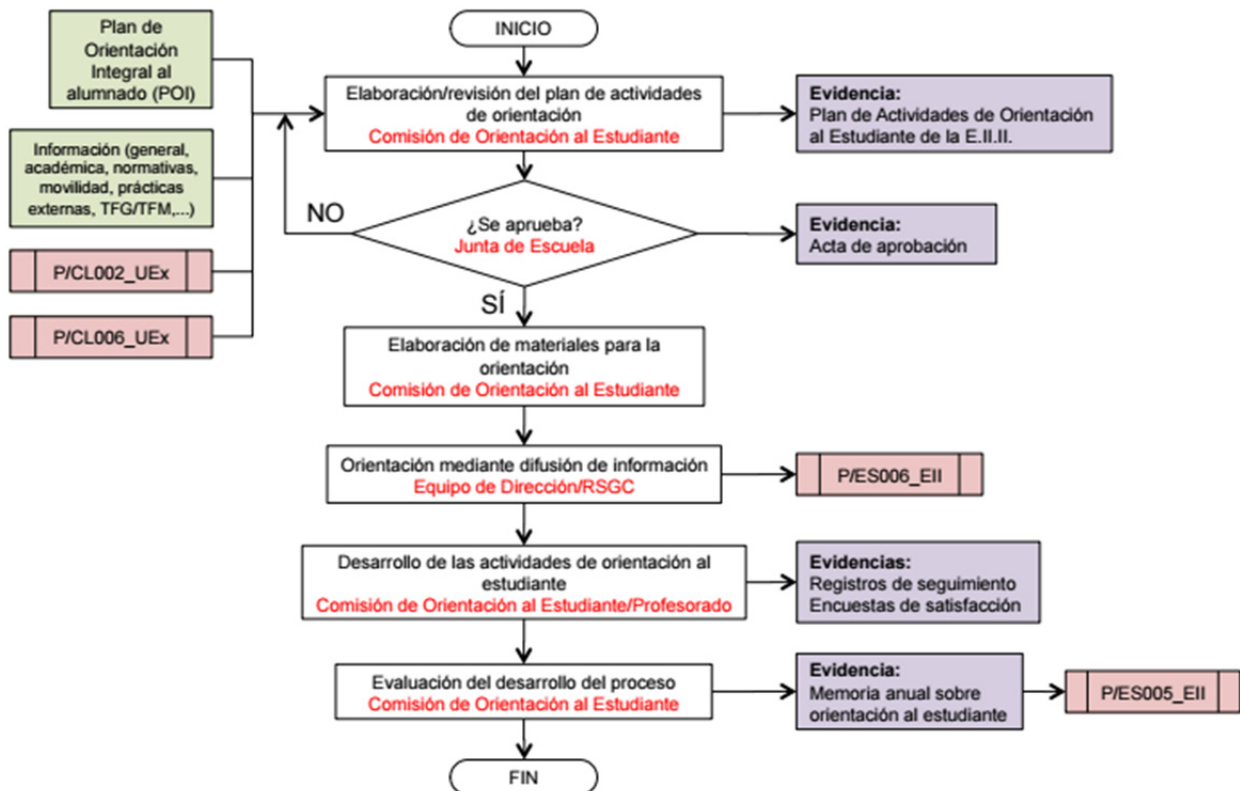 Plan de
Orientación
Integral al
alumnado (POI)
INICIO
Elaboración/revisión del plan de actividades
de orientación
Comisión de Orientación al Estudiante
Evidencia:
Plan de Actividades de Orientación
al Estudiante de la E.II.II.
Información (general,
académica, normativas,
movilidad, prácticas
externas, TFG/TFM,...)
NO
¿Se aprueba?
Junta de Escuela
Evidencia:
Acta de aprobación
P/CL002_UEx
SÍ
P/CL006_UEx
Elaboración de materiales para la
orientación
Comisión de Orientación al Estudiante
Orientación mediante difusión de información
Equipo de Dirección/RSGC
P/ES006_EII
Desarrollo de las actividades de orientación al
estudiante
Comisión de Orientación al Estudiante/Profesorado
Evidencias:
Registros de seguimiento
Encuestas de satisfacción
Evaluación del desarrollo del proceso
Comisión de Orientación al Estudiante
Evidencia:
Memoria anual sobre
orientación al estudiante
P/ES005_EII
FIN